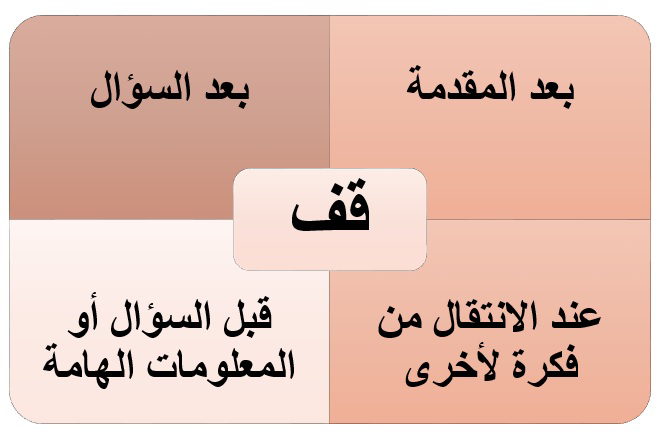 بعد المقدمة
بعد السؤال
قف
عند الانتقال من
فكرة لأخرى
قبل السؤال أو
المعلومات الهامة